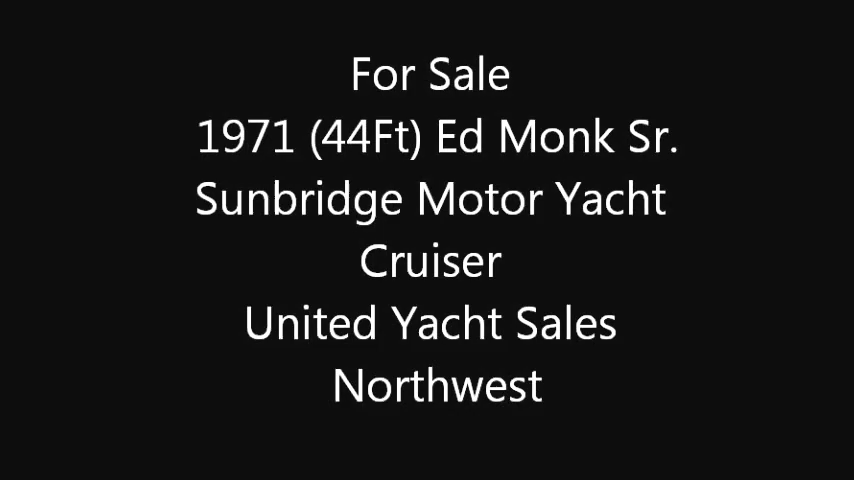 For Sale
1971 (44Ft) Ed Monk Sr.
Sunbridge Motor Yacht
Cruiser
United Yacht Sales
Northwest